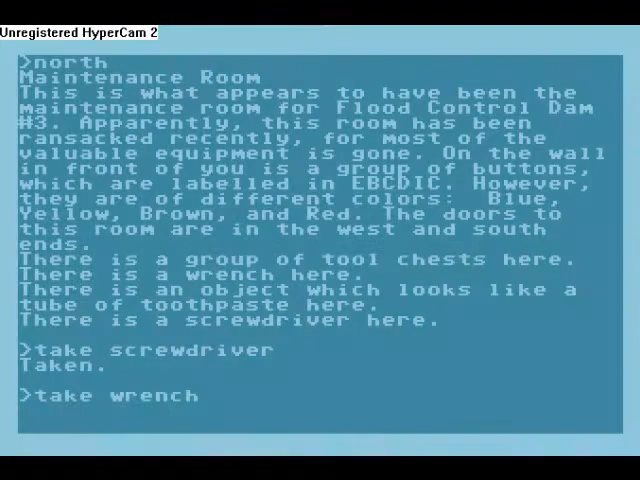 Unregistered HyperCam 2
>north
Maintenance Room
This is what appears to have been the
maintenance room for Flood Control Dam
#3. Apparently, this room has been
ransacked recently, for most of the
valuable equipment is gone. On the wall
in front of you is a group of buttons,
which are labelled in EBCDIC. However,
they are of different colors: Blue,
Yellow, Brown, and Red. The doors to
this room are in the west and south
ends.
There is a group of tool chests here.
There is a wrench here.
There is an object which looks like a
tube of toothpaste here.
There is a screwdriver here.
>take screwdriver
Taken.
>take wrench